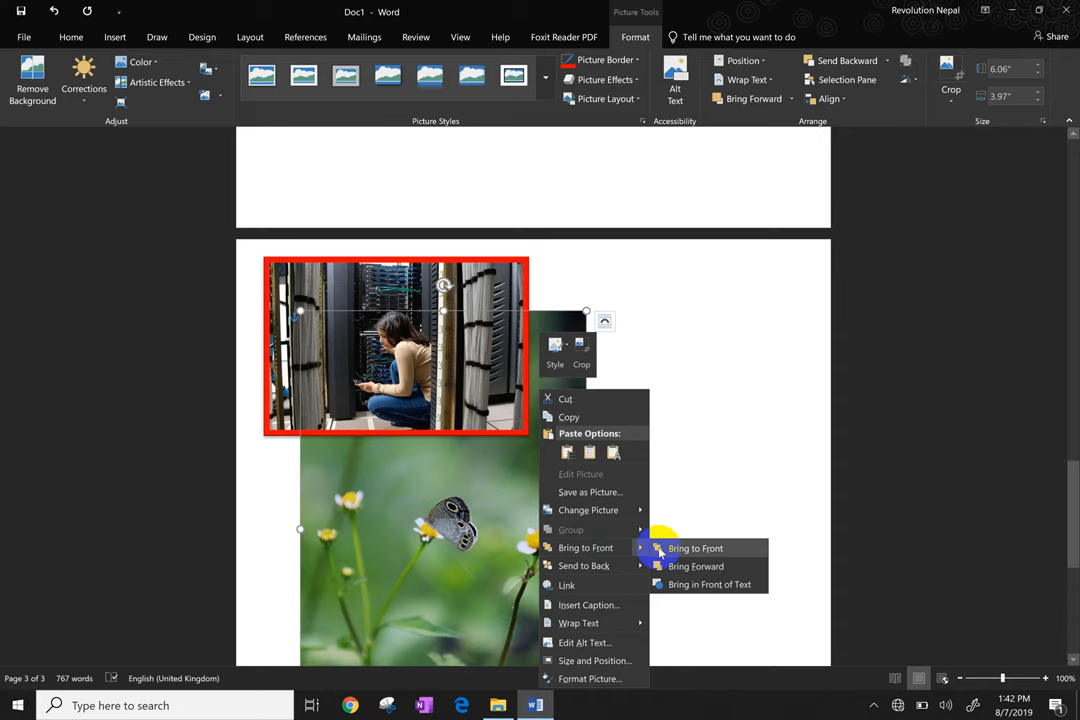 Doc1 - Word
Picture Tools
Revolution Nepal
File
Home
Insert
Draw
Design
Layout
References
Mailings
Review
View
Help
Foxit Reader PDF
Format
Tell me what you want to do
Share
Remove
Background
Corrections
Color
Artistic Effects
Picture Border
Picture Effects
Picture Layout
Alt
Text
Position
Wrap Text
Bring Forward
Send Backward
Selection Pane
Align
Crop
6.06"
3.97"
Adjust
Picture Styles
Accessibility
Arrange
Size
Style
Crop
Cut
Copy
Paste Options:
Edit Picture
Save as Picture...
Change Picture
Group
Bring to Front
Send to Back
Link
Insert Caption...
Wrap Text
Edit Alt Text...
Size and Position...
Format Picture...
Bring to Front
Bring Forward
Bring in Front of Text
Page 3 of 3
767 words
English (United Kingdom)
100%
Type here to search
1:42 PM
8/7/2019